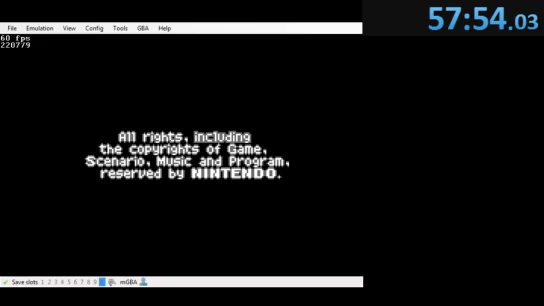 57:54.03
File Emulation View Config Tools GBA Help
60 fps
220779
All rights, including
the copyrights of Game,
Scenario, Music and Program,
reserved by NINTENDO.
Save slots 1 2 3 4 5 6 7 8 9 mGBA